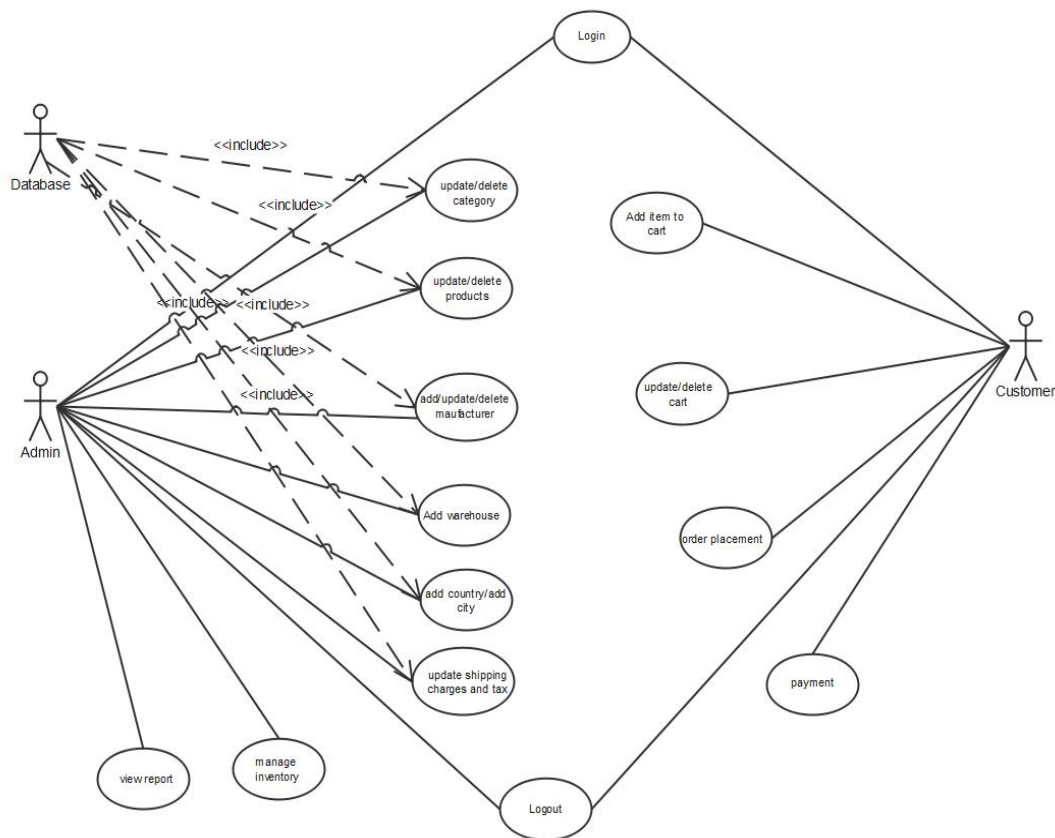 Login
<<include>>
Database
update/delete
category
<<include>>
Add item to
cart
update/delete
products
<<include>>
<<include>>
<<include>>
Admin
<<include>>
add/update/delete
maufacturer
update/delete
cart
Customer
Add warehouse
order placement
add country/add
city
update shipping
charges and tax
payment
view report
manage
inventory
Logout